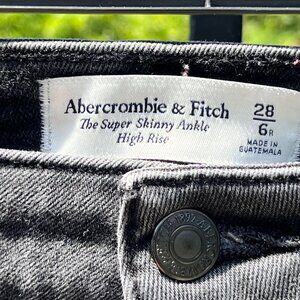 Abercrombie & Fitch
The Super Skinny Ankle
High Rise
28
6R
MADE IN
GUATEMALA